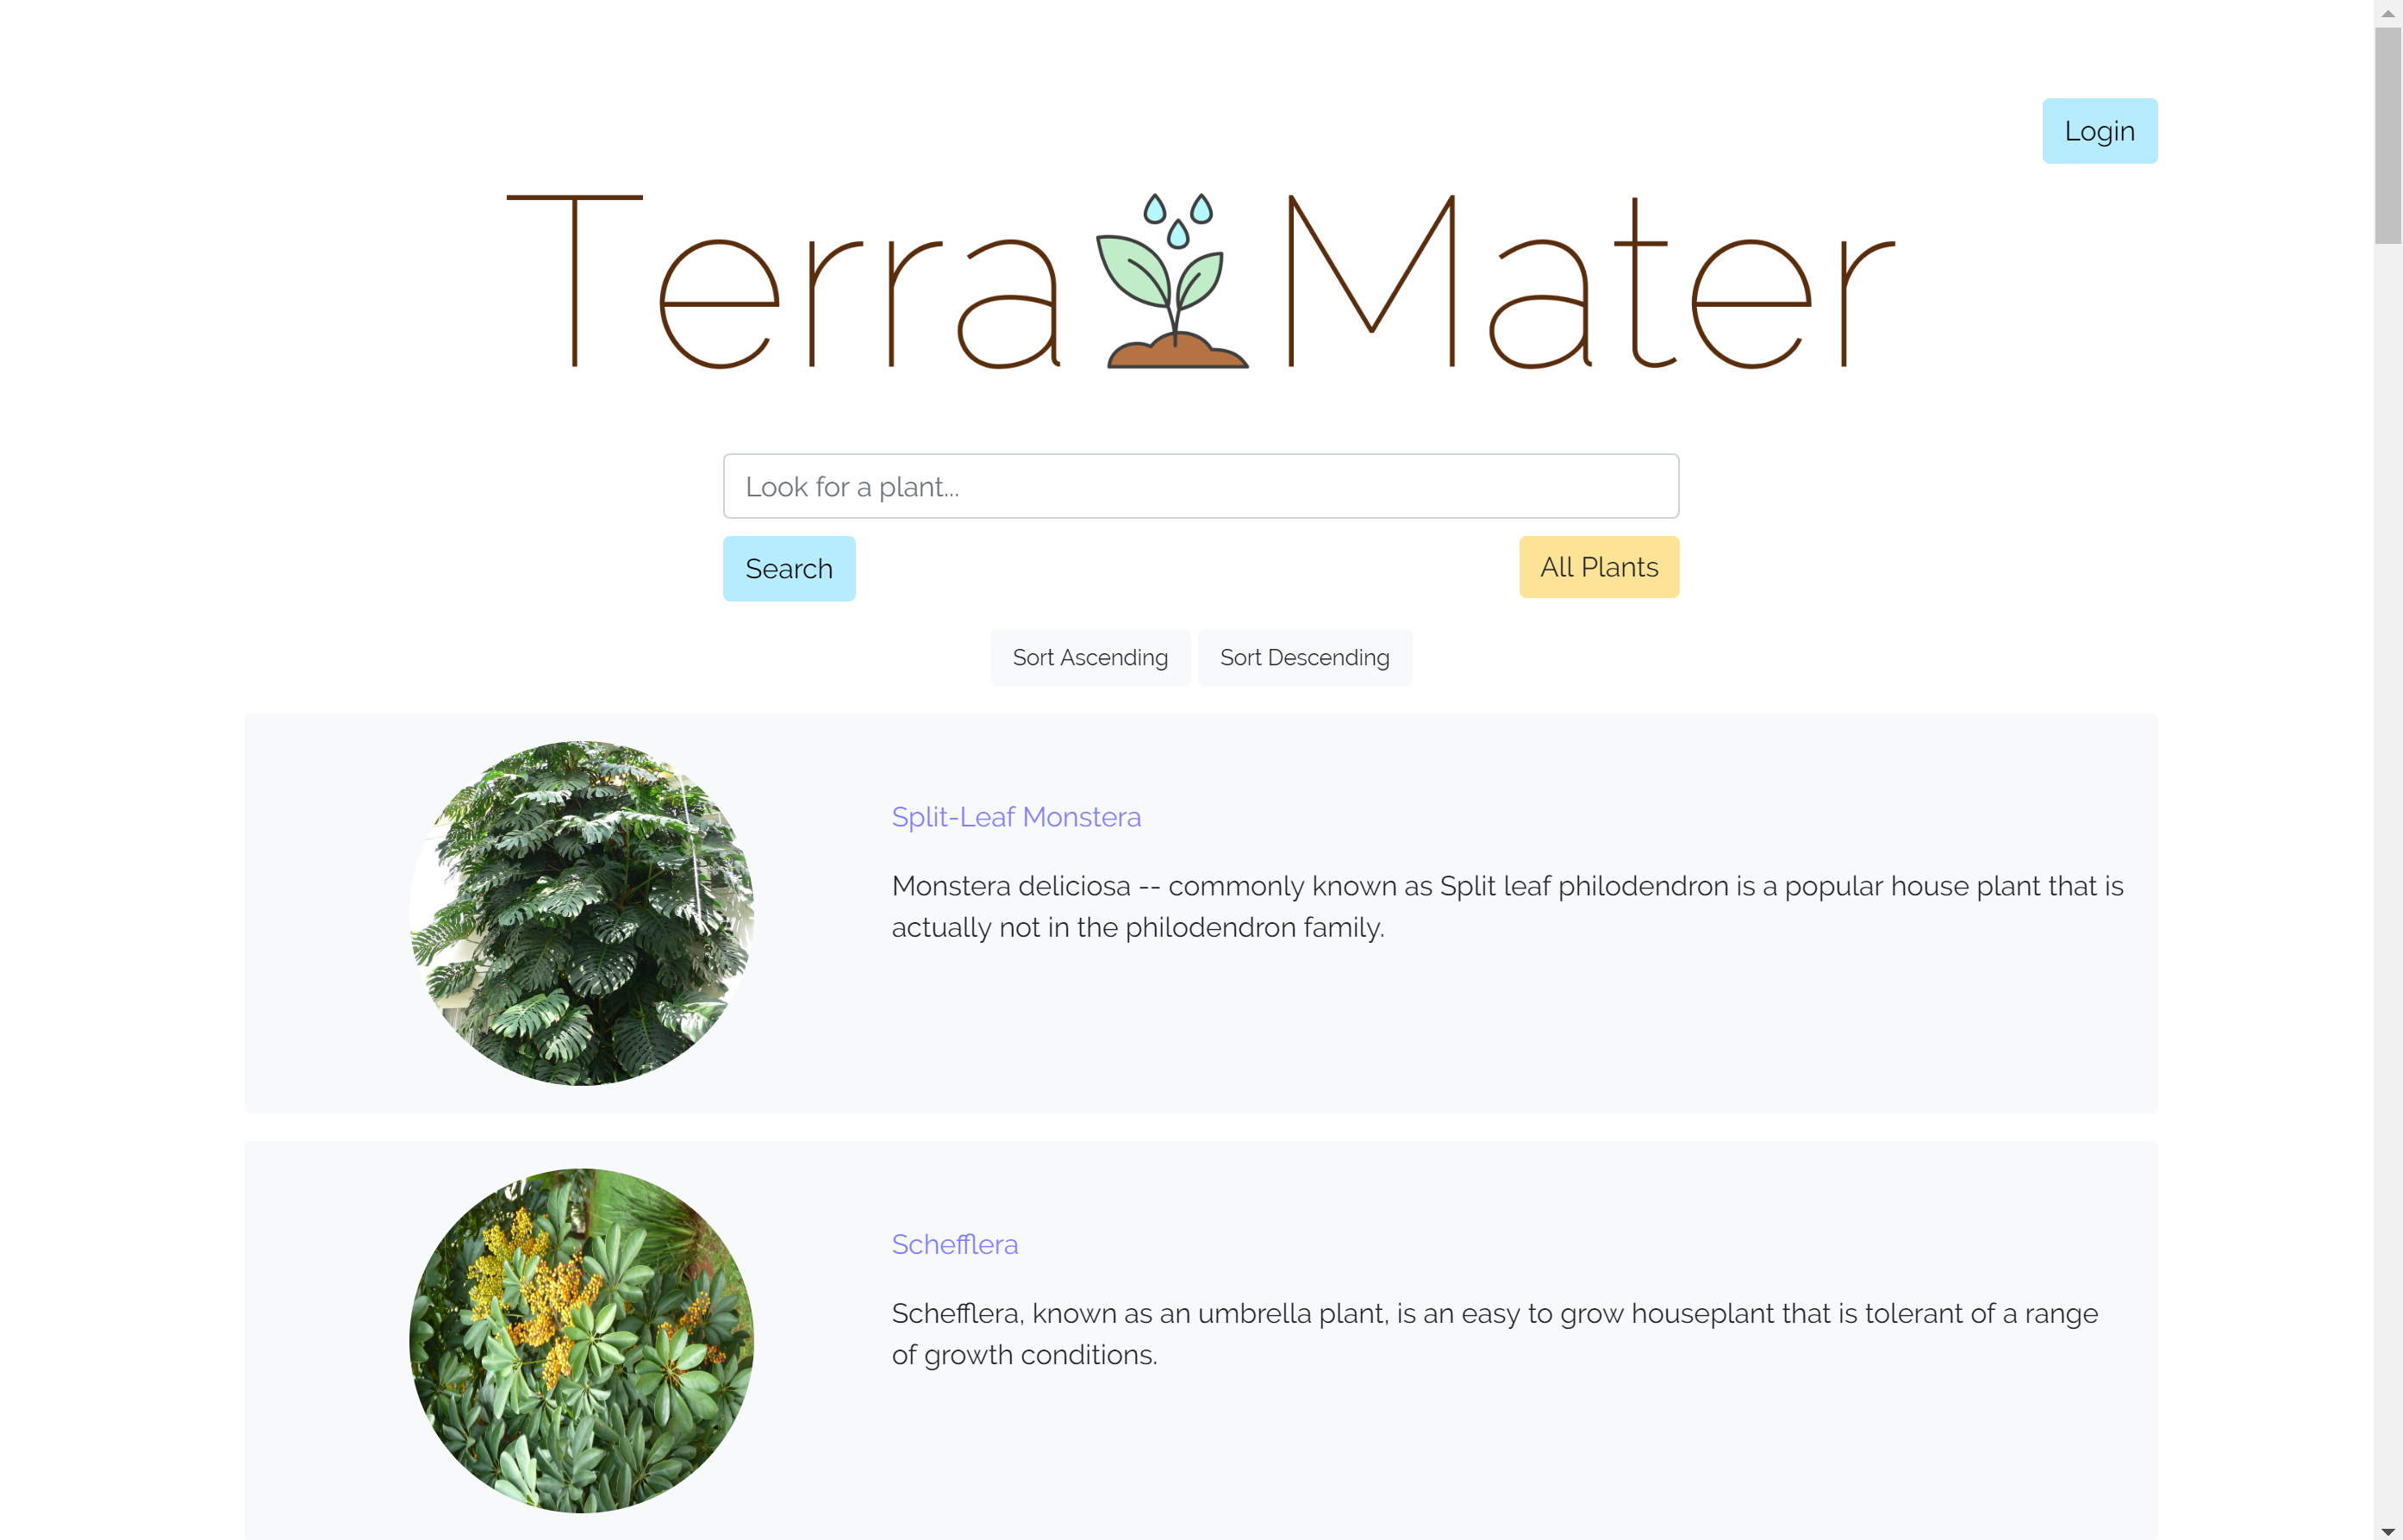 Login
Terra Mater
Look for a plant...
Search
All Plants
Sort Ascending
Sort Descending
Split-Leaf Monstera
Monstera deliciosa -- commonly known as Split leaf philodendron is a popular house plant that is
actually not in the philodendron family.
Schefflera
Schefflera, known as an umbrella plant, is an easy to grow houseplant that is tolerant of a range
of growth conditions.